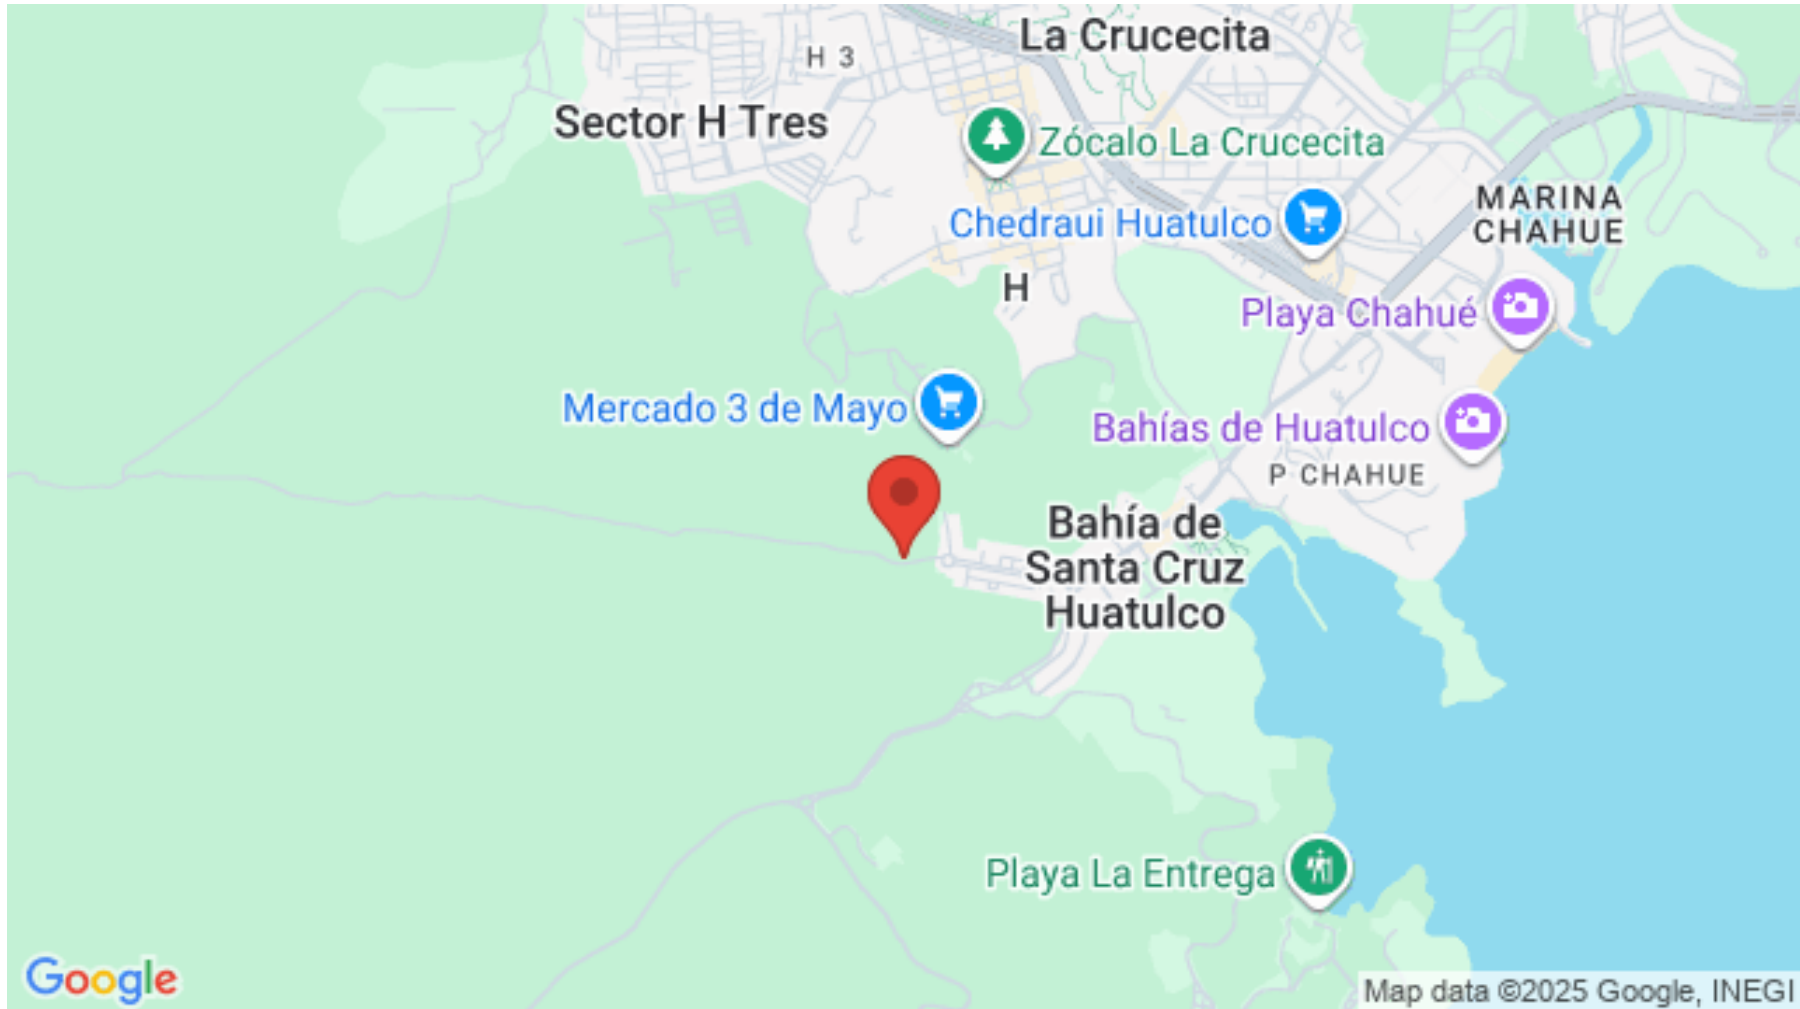 La Crucecita
H 3
Sector H Tres
Zócalo La Crucecita
MARINA
CHAHUE
Chedraui Huatulco
H
Playa Chahué
Mercado 3 de Mayo
Bahías de Huatulco
P CHAHUE
Bahía de
Santa Cruz
Huatulco
Playa La Entrega
Google
Map data ©2025 Google, INEGI